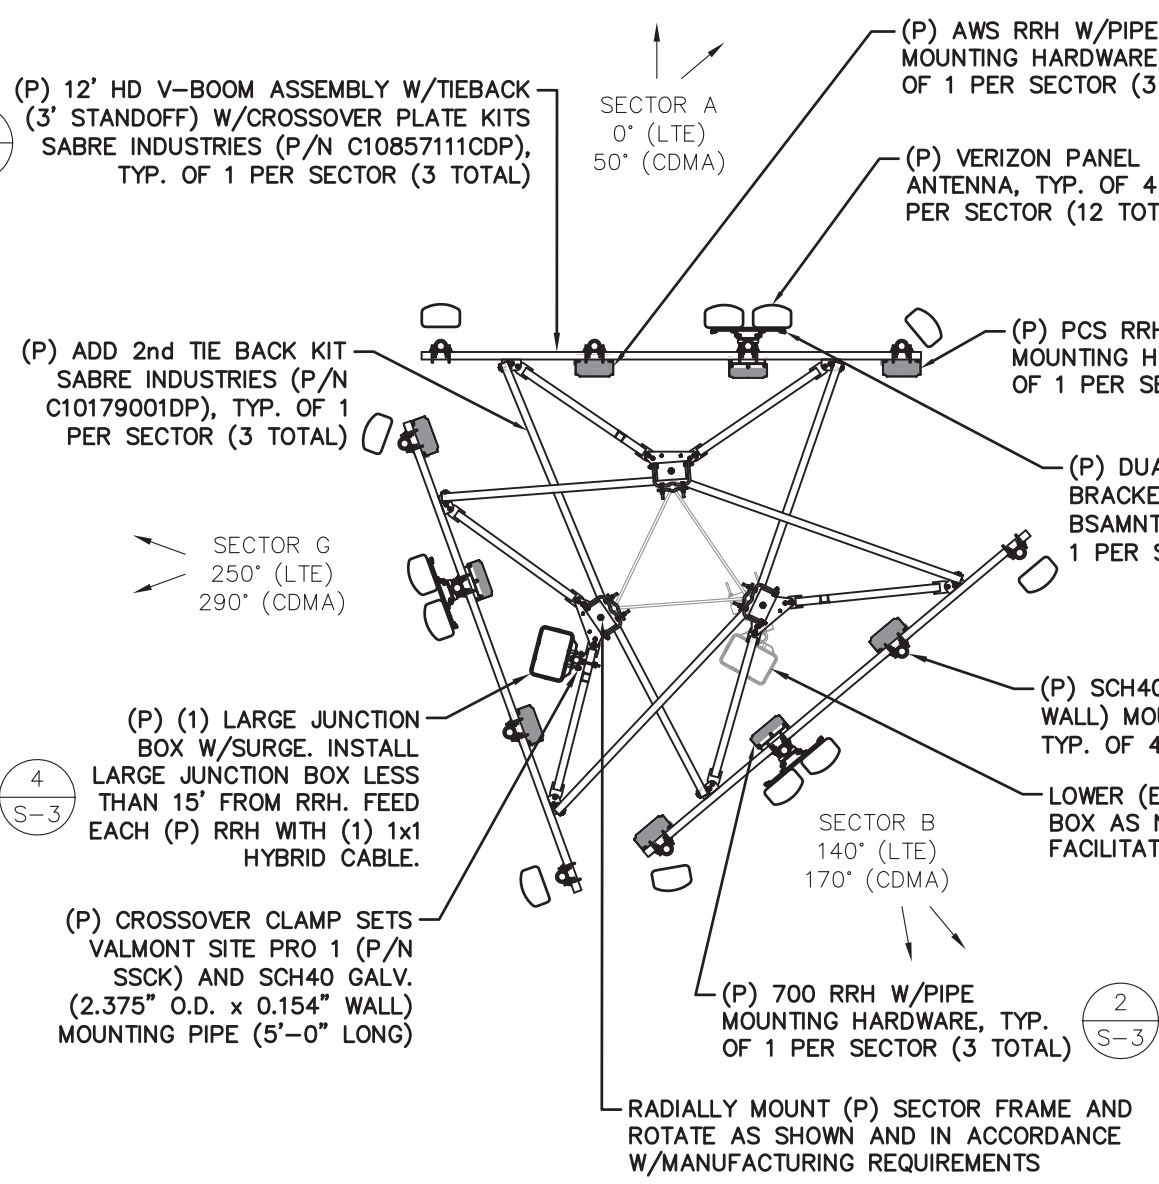 (P) 12' HD V-BOOM ASSEMBLY W/TIEBACK
(3' STANDOFF) W/CROSSOVER PLATE KITS
SABRE INDUSTRIES (P/N C10857111CDP),
TYP. OF 1 PER SECTOR (3 TOTAL)
SECTOR A
0° (LTE)
50° (CDMA)
(P) AWS RRH W/PIPE
MOUNTING HARDWARE
OF 1 PER SECTOR (3
(P) VERIZON PANEL
ANTENNA, TYP. OF 4
PER SECTOR (12 TOT
(P) ADD 2nd TIE BACK KIT
SABRE INDUSTRIES (P/N
C10179001DP), TYP. OF 1
PER SECTOR (3 TOTAL)
(P) PCS RRH
MOUNTING H
OF 1 PER SE
(P) DUA
BRACKE
BSAMNT
1 PER S
SECTOR G
250° (LTE)
290° (CDMA)
(P) SCH40
WALL) MOU
TYP. OF 4
(P) (1) LARGE JUNCTION
BOX W/SURGE. INSTALL
LARGE JUNCTION BOX LESS
THAN 15' FROM RRH. FEED
EACH (P) RRH WITH (1) 1x1
HYBRID CABLE.
4
S-3
LOWER (E
BOX AS N
FACILITAT
SECTOR B
140° (LTE)
170° (CDMA)
(P) CROSSOVER CLAMP SETS
VALMONT SITE PRO 1 (P/N
SSCK) AND SCH40 GALV.
(2.375" O.D. x 0.154" WALL)
MOUNTING PIPE (5'-0" LONG)
(P) 700 RRH W/PIPE
MOUNTING HARDWARE, TYP.
OF 1 PER SECTOR (3 TOTAL)
2
S-3
RADIALLY MOUNT (P) SECTOR FRAME AND
ROTATE AS SHOWN AND IN ACCORDANCE
W/MANUFACTURING REQUIREMENTS